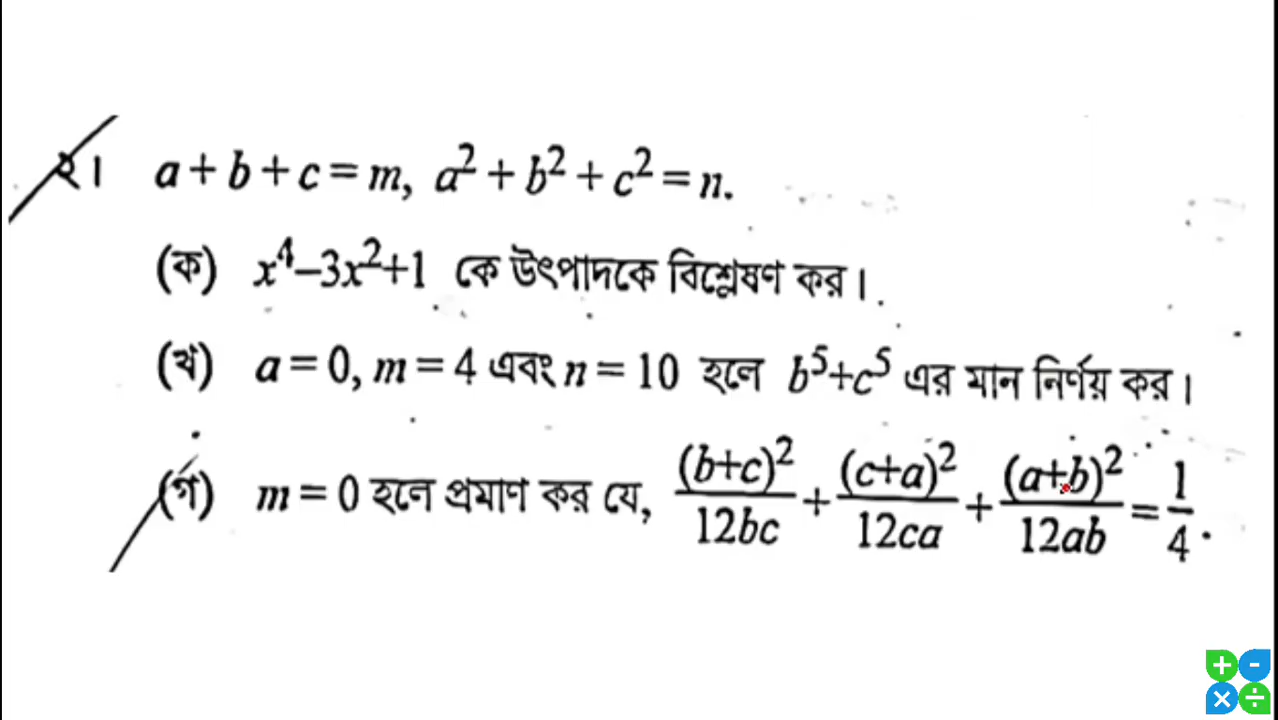 ২। a + b + c = m, a² + b² + c² = n.
(ক) x⁴–3x²+1 কে উৎপাদকে বিশ্লেষণ কর।
(খ) a = 0, m = 4 এবং n = 10 হলে b⁵+c⁵ এর মান নির্ণয় কর।
(গ) m = 0 হলে প্রমাণ কর যে, (b+c)²/12bc + (c+a)²/12ca + (a+b)²/12ab = 1/4.